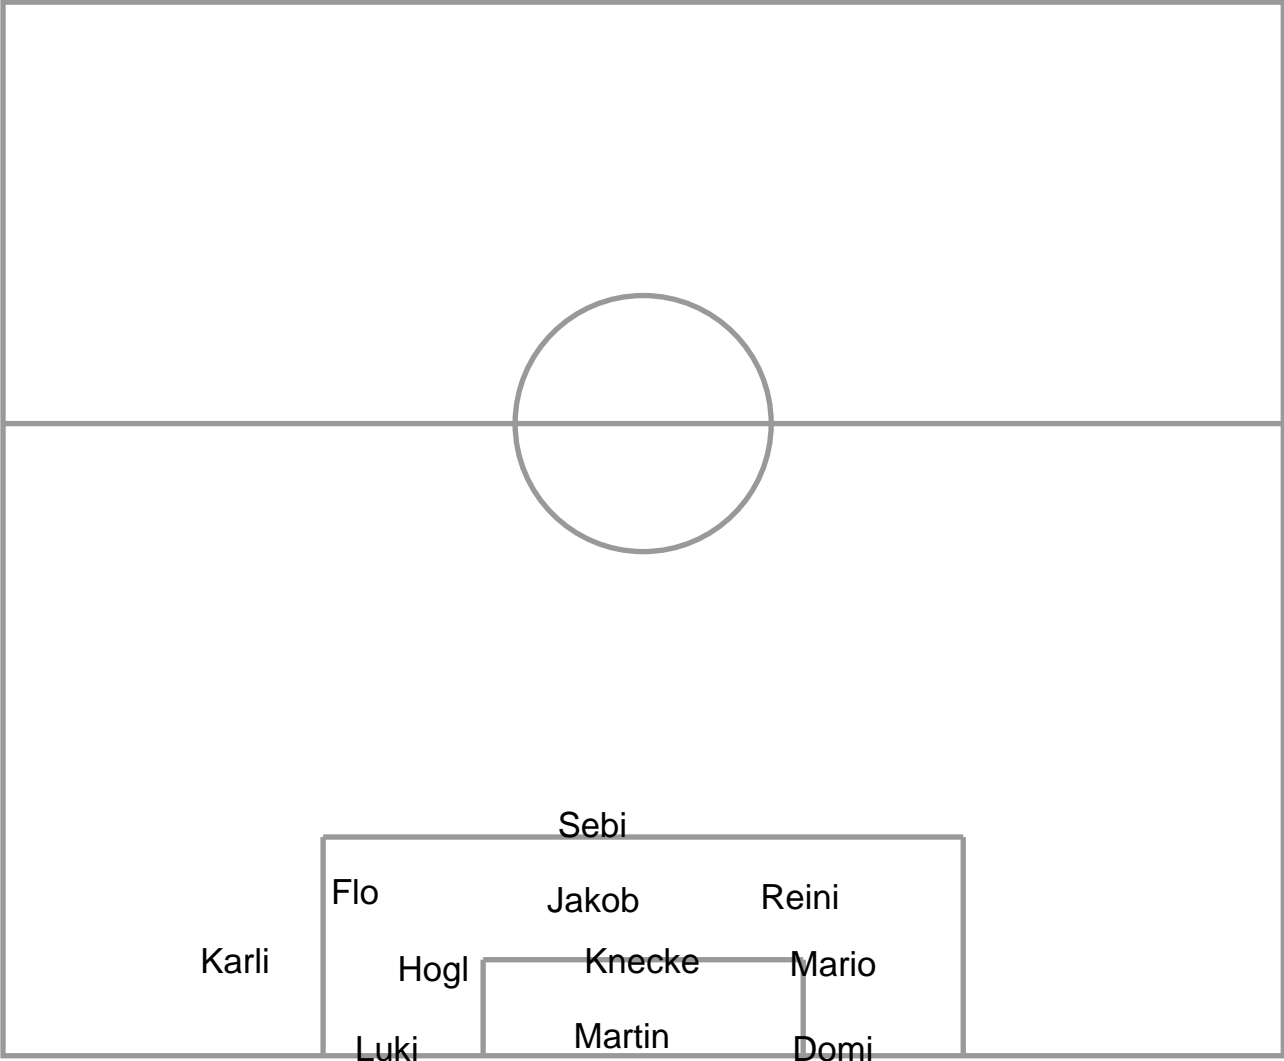 Sebi
Flo
Jakob
Reini
Karli
Hogl
Knecke
Mario
Luki
Martin
Domi